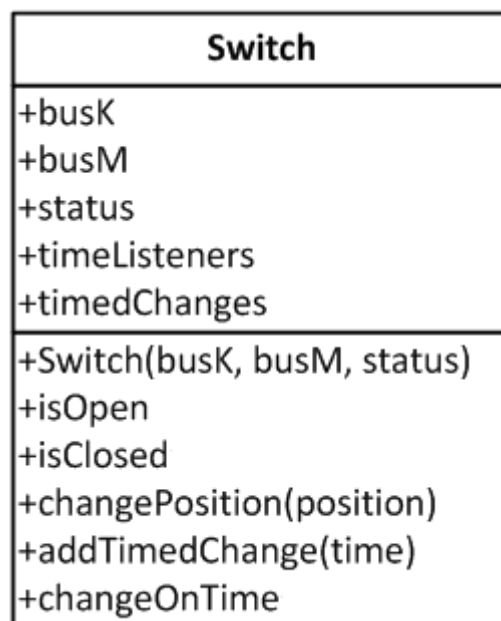 Switch
+busK
+busM
+status
+timeListeners
+timedChanges
+Switch(busK, busM, status)
+isOpen
+isClosed
+changePosition(position)
+addTimedChange(time)
+changeOnTime